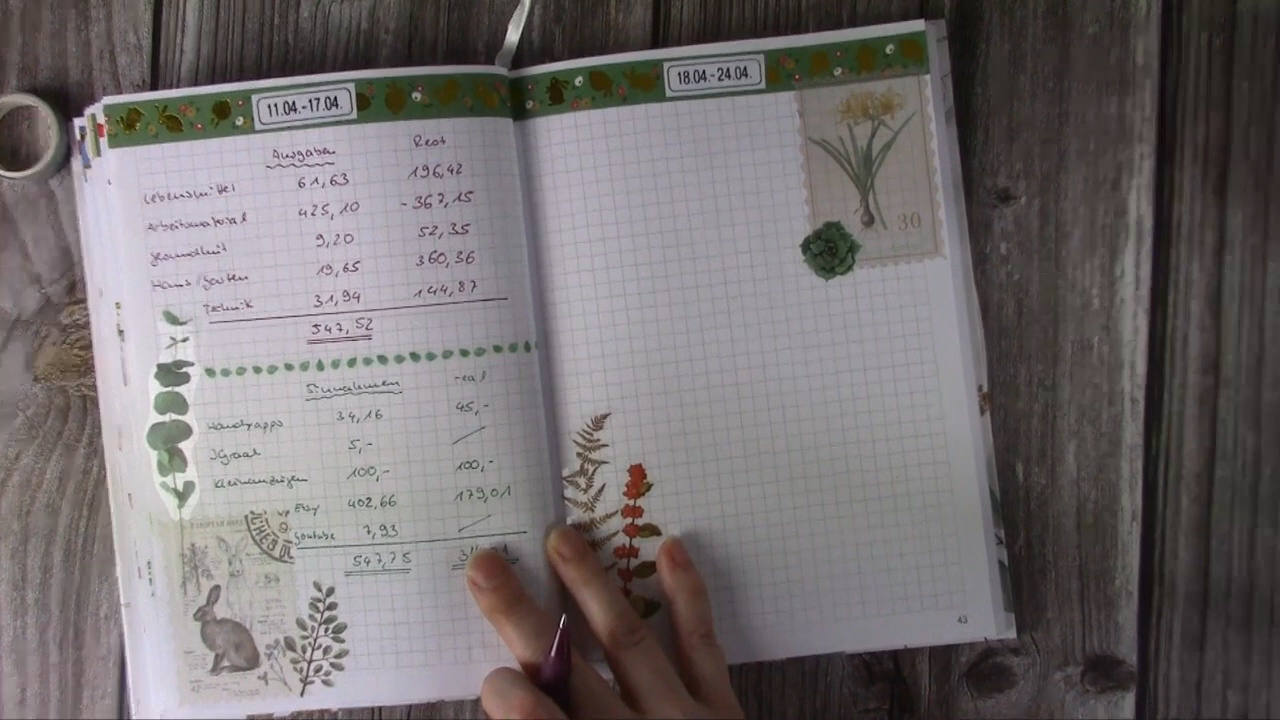 11.04.-17.04.
Ausgaben Rest
Lebensmittel 61,63 196,42
Arbeitsmaterial 425,10 -367,15
Gesundheit 9,20 52,35
Haus/Garten 19,65 360,36
Technik 31,94 144,87
547,52
Einnahmen real
Handyapps 34,16 45,-
5,-
Kleinanzeigen 100,- 100,-
Etsy 402,66 179,01
Youtube 7,93
547,75
18.04.-24.04.
30
43